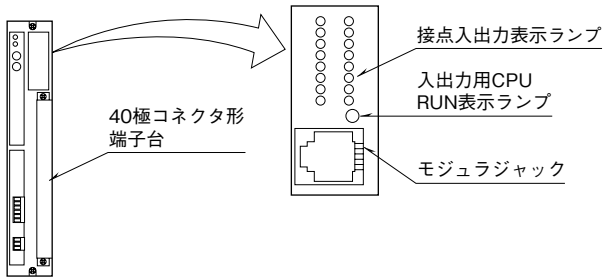 接点入出力表示ランプ
入出力用CPU
RUN表示ランプ
40極コネクタ形
端子台
モジュラジャック